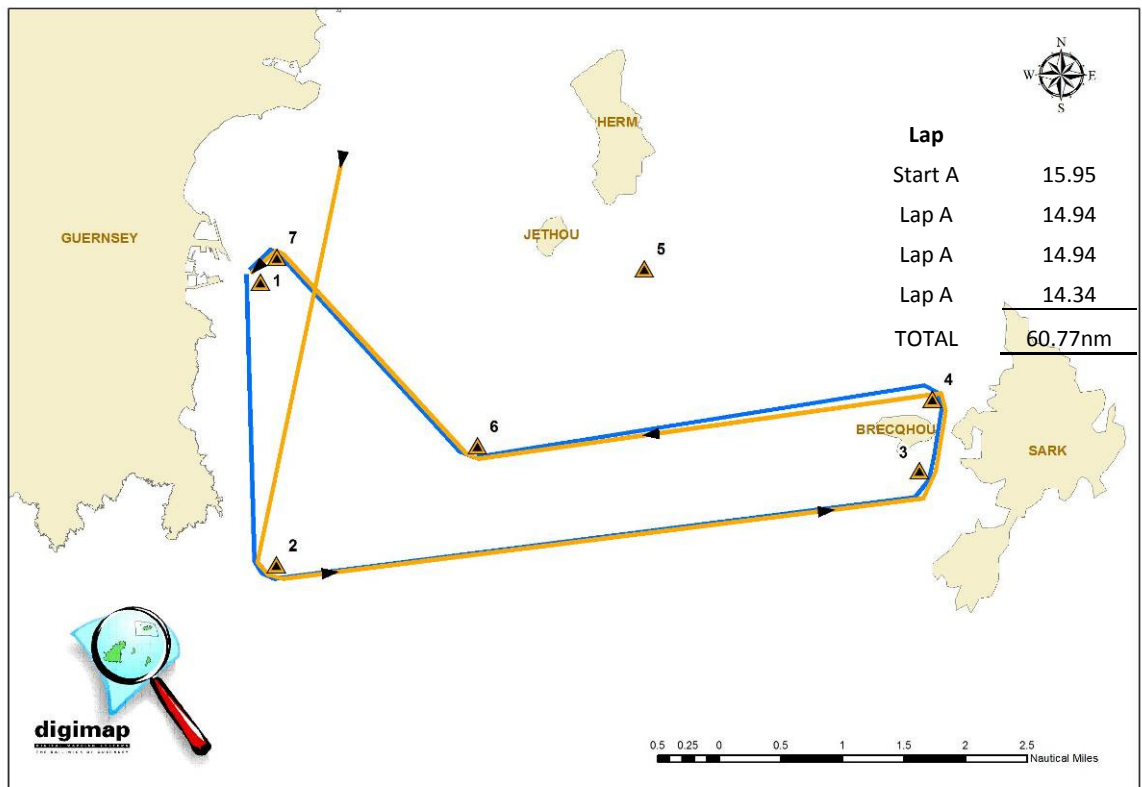 N
W E
S
HERM
Lap
Start A 15.95
Lap A 14.94
Lap A 14.94
Lap A 14.34
TOTAL 60.77nm
GUERNSEY
JETHOU
7
5
1
4
6
BRECQHOU
3
SARK
2
digimap
0.5 0.25 0 0.5 1 1.5 2 2.5
Nautical Miles